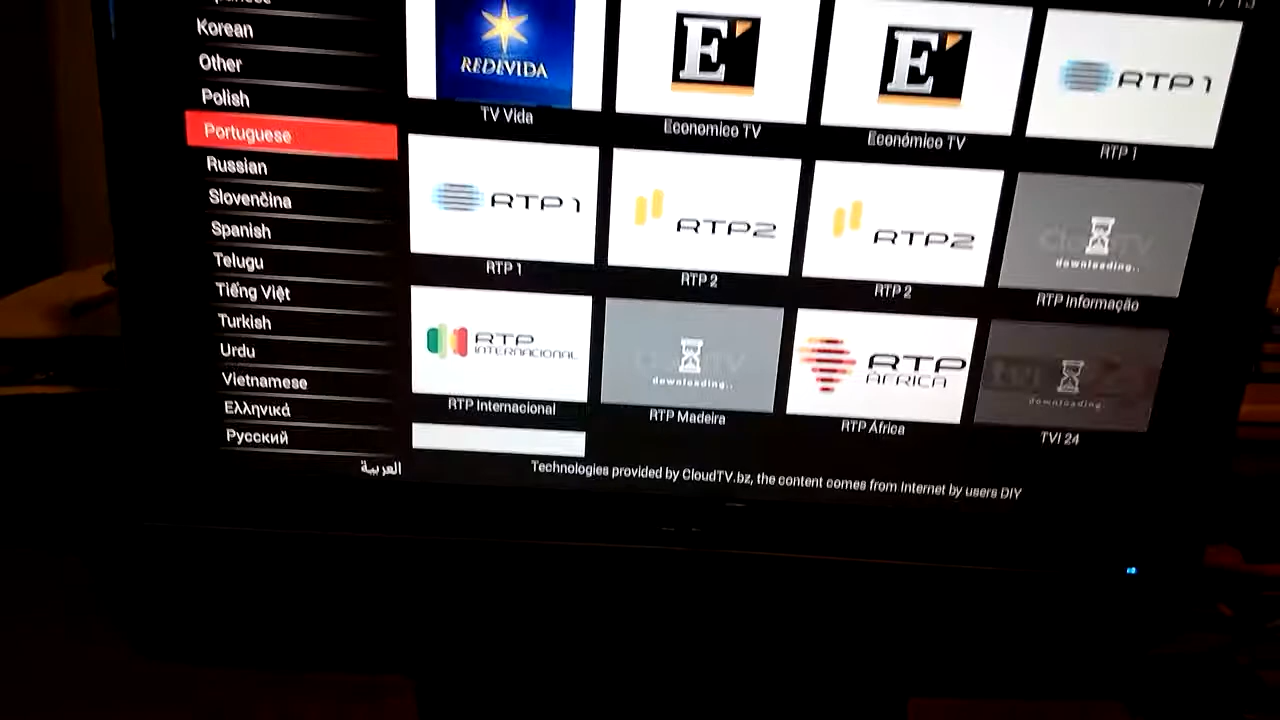 Korean
Other
Polish
Portuguese
Russian
Slovenčina
Spanish
Telugu
Tiếng Việt
Turkish
Urdu
Vietnamese
Ελληνικά
Русский
العربية
REDEVIDA
TV Vida
E
Economico TV
E
Económico TV
RTP 1
RTP 1
RTP 1
RTP 1
RTP2
RTP 2
RTP2
RTP 2
CloudTV
downloading..
RTP Informação
RTP
INTERNACIONAL
RTP Internacional
downloading..
RTP Madeira
RTP
ÁFRICA
RTP África
downloading..
TVI 24
Technologies provided by CloudTV.bz, the content comes from Internet by users DIY